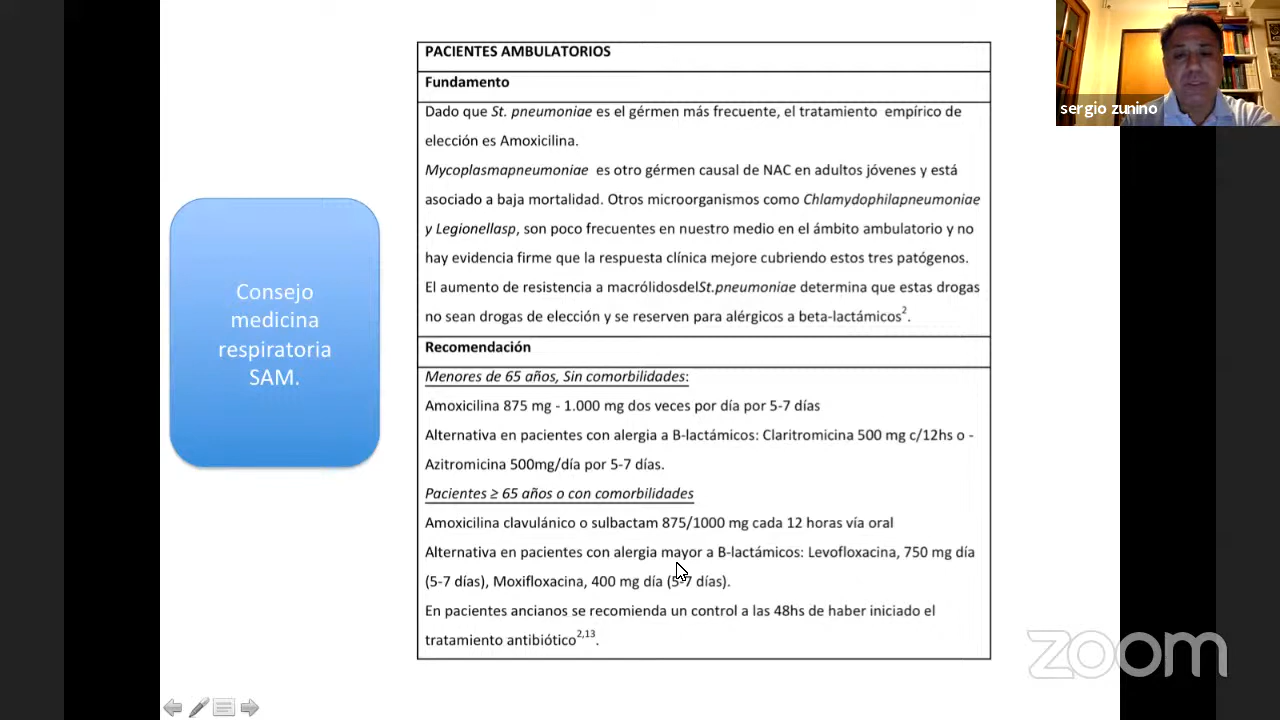 PACIENTES AMBULATORIOS
Fundamento
Dado que St. pneumoniae es el gérmen más frecuente, el tratamiento empírico de
elección es Amoxicilina.
Mycoplasmapneumoniae es otro gérmen causal de NAC en adultos jóvenes y está
asociado a baja mortalidad. Otros microorganismos como Chlamydophilapneumoniae
y Legionellasp, son poco frecuentes en nuestro medio en el ámbito ambulatorio y no
hay evidencia firme que la respuesta clínica mejore cubriendo estos tres patógenos.
El aumento de resistencia a macrólidosdelSt.pneumoniae determina que estas drogas
no sean drogas de elección y se reserven para alérgicos a beta-lactámicos2.
Recomendación
Menores de 65 años, Sin comorbilidades:
Amoxicilina 875 mg - 1.000 mg dos veces por día por 5-7 días
Alternativa en pacientes con alergia a B-lactámicos: Claritromicina 500 mg c/12hs o -
Azitromicina 500mg/día por 5-7 días.
Pacientes ≥ 65 años o con comorbilidades
Amoxicilina clavulánico o sulbactam 875/1000 mg cada 12 horas vía oral
Alternativa en pacientes con alergia mayor a B-lactámicos: Levofloxacina, 750 mg día
(5-7 días), Moxifloxacina, 400 mg día (5-7 días).
En pacientes ancianos se recomienda un control a las 48hs de haber iniciado el
tratamiento antibiótico2,13.
Consejo
medicina
respiratoria
SAM.
sergio zunino
zoom